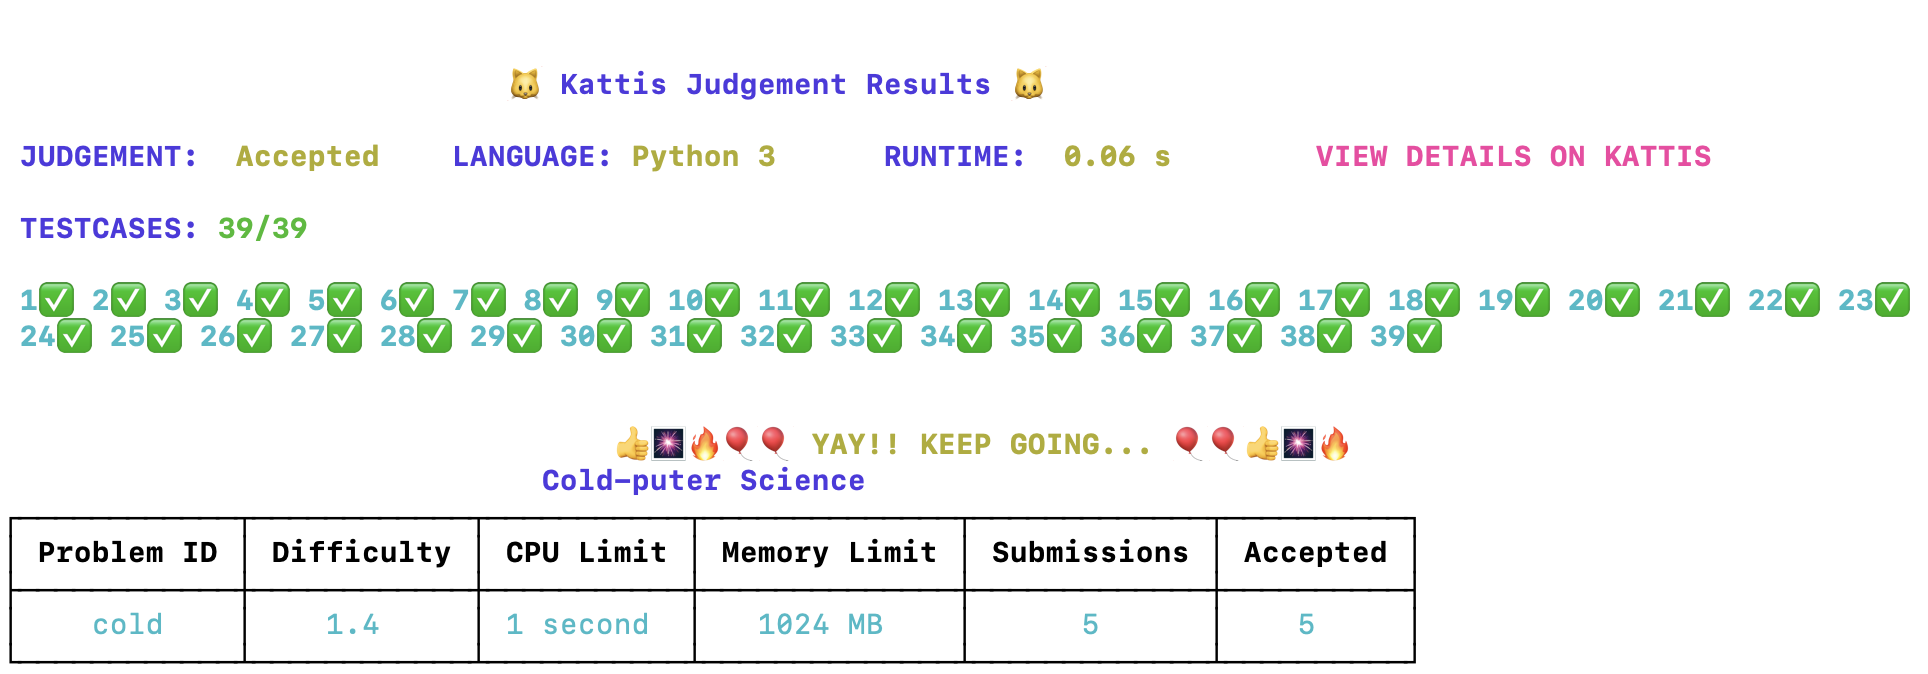 🐱 Kattis Judgement Results 🐱
JUDGEMENT: Accepted LANGUAGE: Python 3 RUNTIME: 0.06 s VIEW DETAILS ON KATTIS
TESTCASES: 39/39
1✅ 2✅ 3✅ 4✅ 5✅ 6✅ 7✅ 8✅ 9✅ 10✅ 11✅ 12✅ 13✅ 14✅ 15✅ 16✅ 17✅ 18✅ 19✅ 20✅ 21✅ 22✅ 23✅
24✅ 25✅ 26✅ 27✅ 28✅ 29✅ 30✅ 31✅ 32✅ 33✅ 34✅ 35✅ 36✅ 37✅ 38✅ 39✅
👍🎆🔥🎈🎈 YAY!! KEEP GOING... 🎈🎈👍🎆🔥
Cold-puter Science
Problem ID Difficulty CPU Limit Memory Limit Submissions Accepted
cold 1.4 1 second 1024 MB 5 5